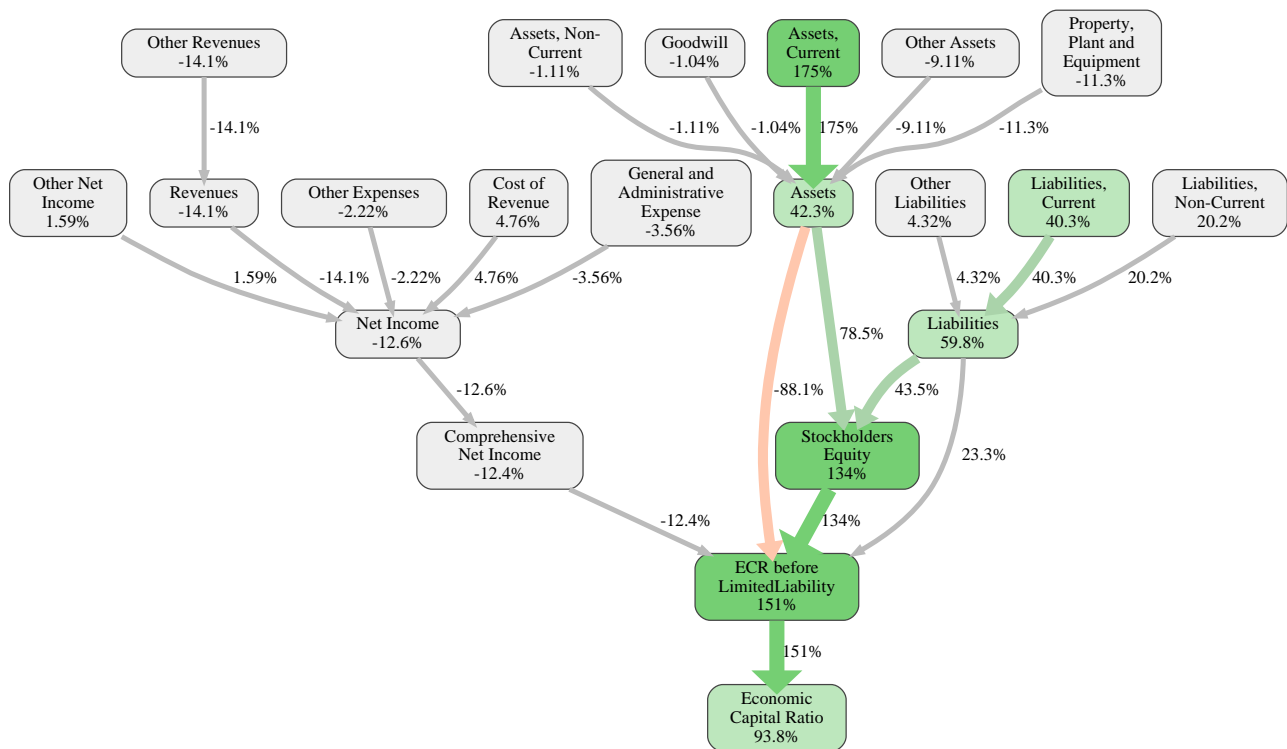 Other Revenues
-14.1%
Assets, Non-
Current
-1.11%
Goodwill
-1.04%
Assets,
Current
175%
Other Assets
-9.11%
Property,
Plant and
Equipment
-11.3%
-14.1%
-1.11%
-1.04%
175%
-9.11%
-11.3%
Other Net
Income
1.59%
Revenues
-14.1%
Other Expenses
-2.22%
Cost of
Revenue
4.76%
General and
Administrative
Expense
-3.56%
Assets
42.3%
Other
Liabilities
4.32%
Liabilities,
Current
40.3%
Liabilities,
Non-Current
20.2%
1.59%
-14.1%
-2.22%
4.76%
-3.56%
4.32%
40.3%
20.2%
Net Income
-12.6%
Liabilities
59.8%
78.5%
-12.6%
-88.1%
43.5%
Comprehensive
Net Income
-12.4%
Stockholders
Equity
134%
23.3%
-12.4%
134%
ECR before
LimitedLiability
151%
151%
Economic
Capital Ratio
93.8%